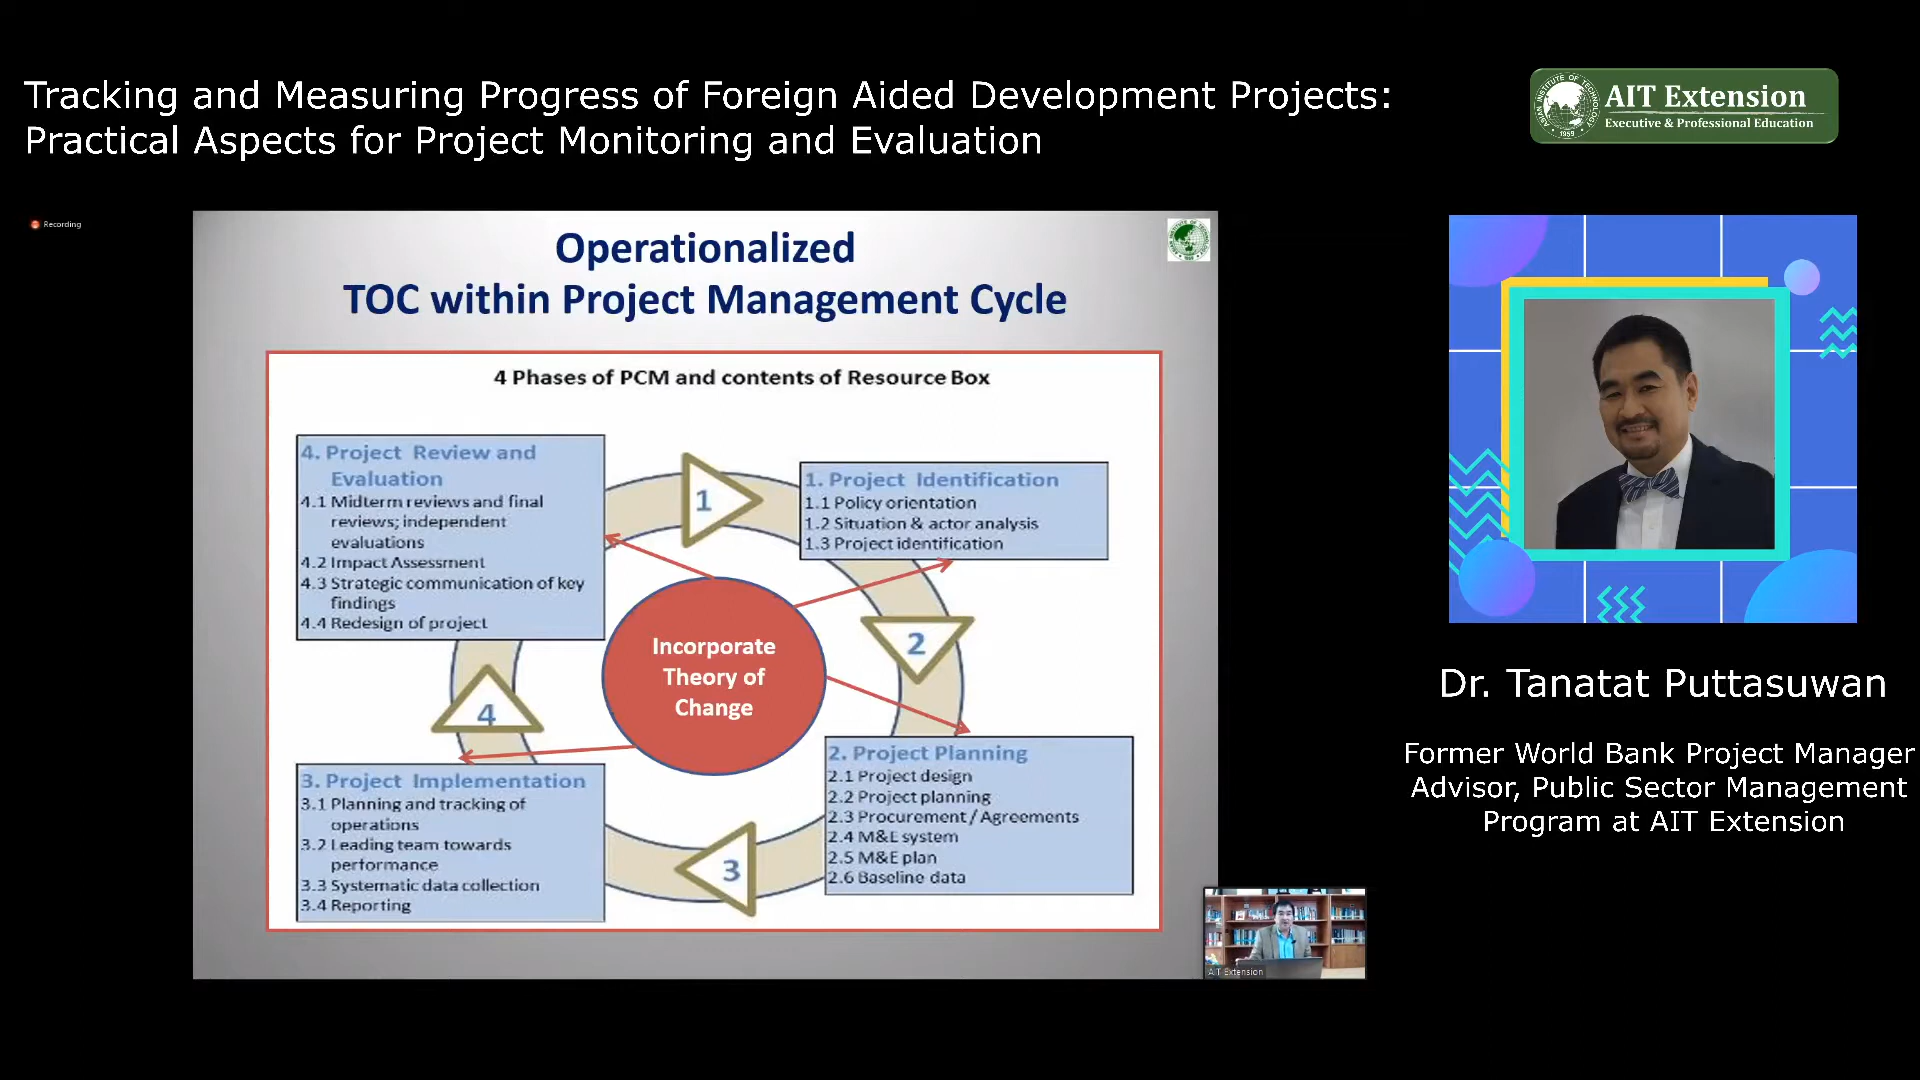 Tracking and Measuring Progress of Foreign Aided Development Projects:
Practical Aspects for Project Monitoring and Evaluation
AIT Extension
Executive & Professional Education
ASIAN INSTITUTE OF TECHNOLOGY
1959
Recording
Operationalized
TOC within Project Management Cycle
4 Phases of PCM and contents of Resource Box
4. Project Review and
Evaluation
4.1 Midterm reviews and final
reviews; independent
evaluations
4.2 Impact Assessment
4.3 Strategic communication of key
findings
4.4 Redesign of project
1
1. Project Identification
1.1 Policy orientation
1.2 Situation & actor analysis
1.3 Project identification
2
Incorporate
Theory of
Change
4
3. Project Implementation
3.1 Planning and tracking of
operations
3.2 Leading team towards
performance
3.3 Systematic data collection
3.4 Reporting
3
2. Project Planning
2.1 Project design
2.2 Project planning
2.3 Procurement / Agreements
2.4 M&E system
2.5 M&E plan
2.6 Baseline data
AIT Extension
Dr. Tanatat Puttasuwan
Former World Bank Project Manager
Advisor, Public Sector Management
Program at AIT Extension